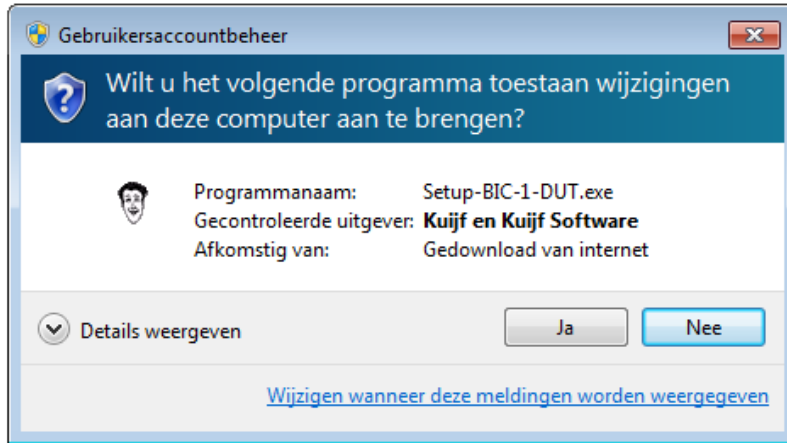 Gebruikersaccountbeheer
Wilt u het volgende programma toestaan wijzigingen
aan deze computer aan te brengen?
Programmanaam: Setup-BIC-1-DUT.exe
Gecontroleerde uitgever: Kuijf en Kuijf Software
Afkomstig van: Gedownload van internet
Details weergeven
Ja
Nee
Wijzigen wanneer deze meldingen worden weergegeven